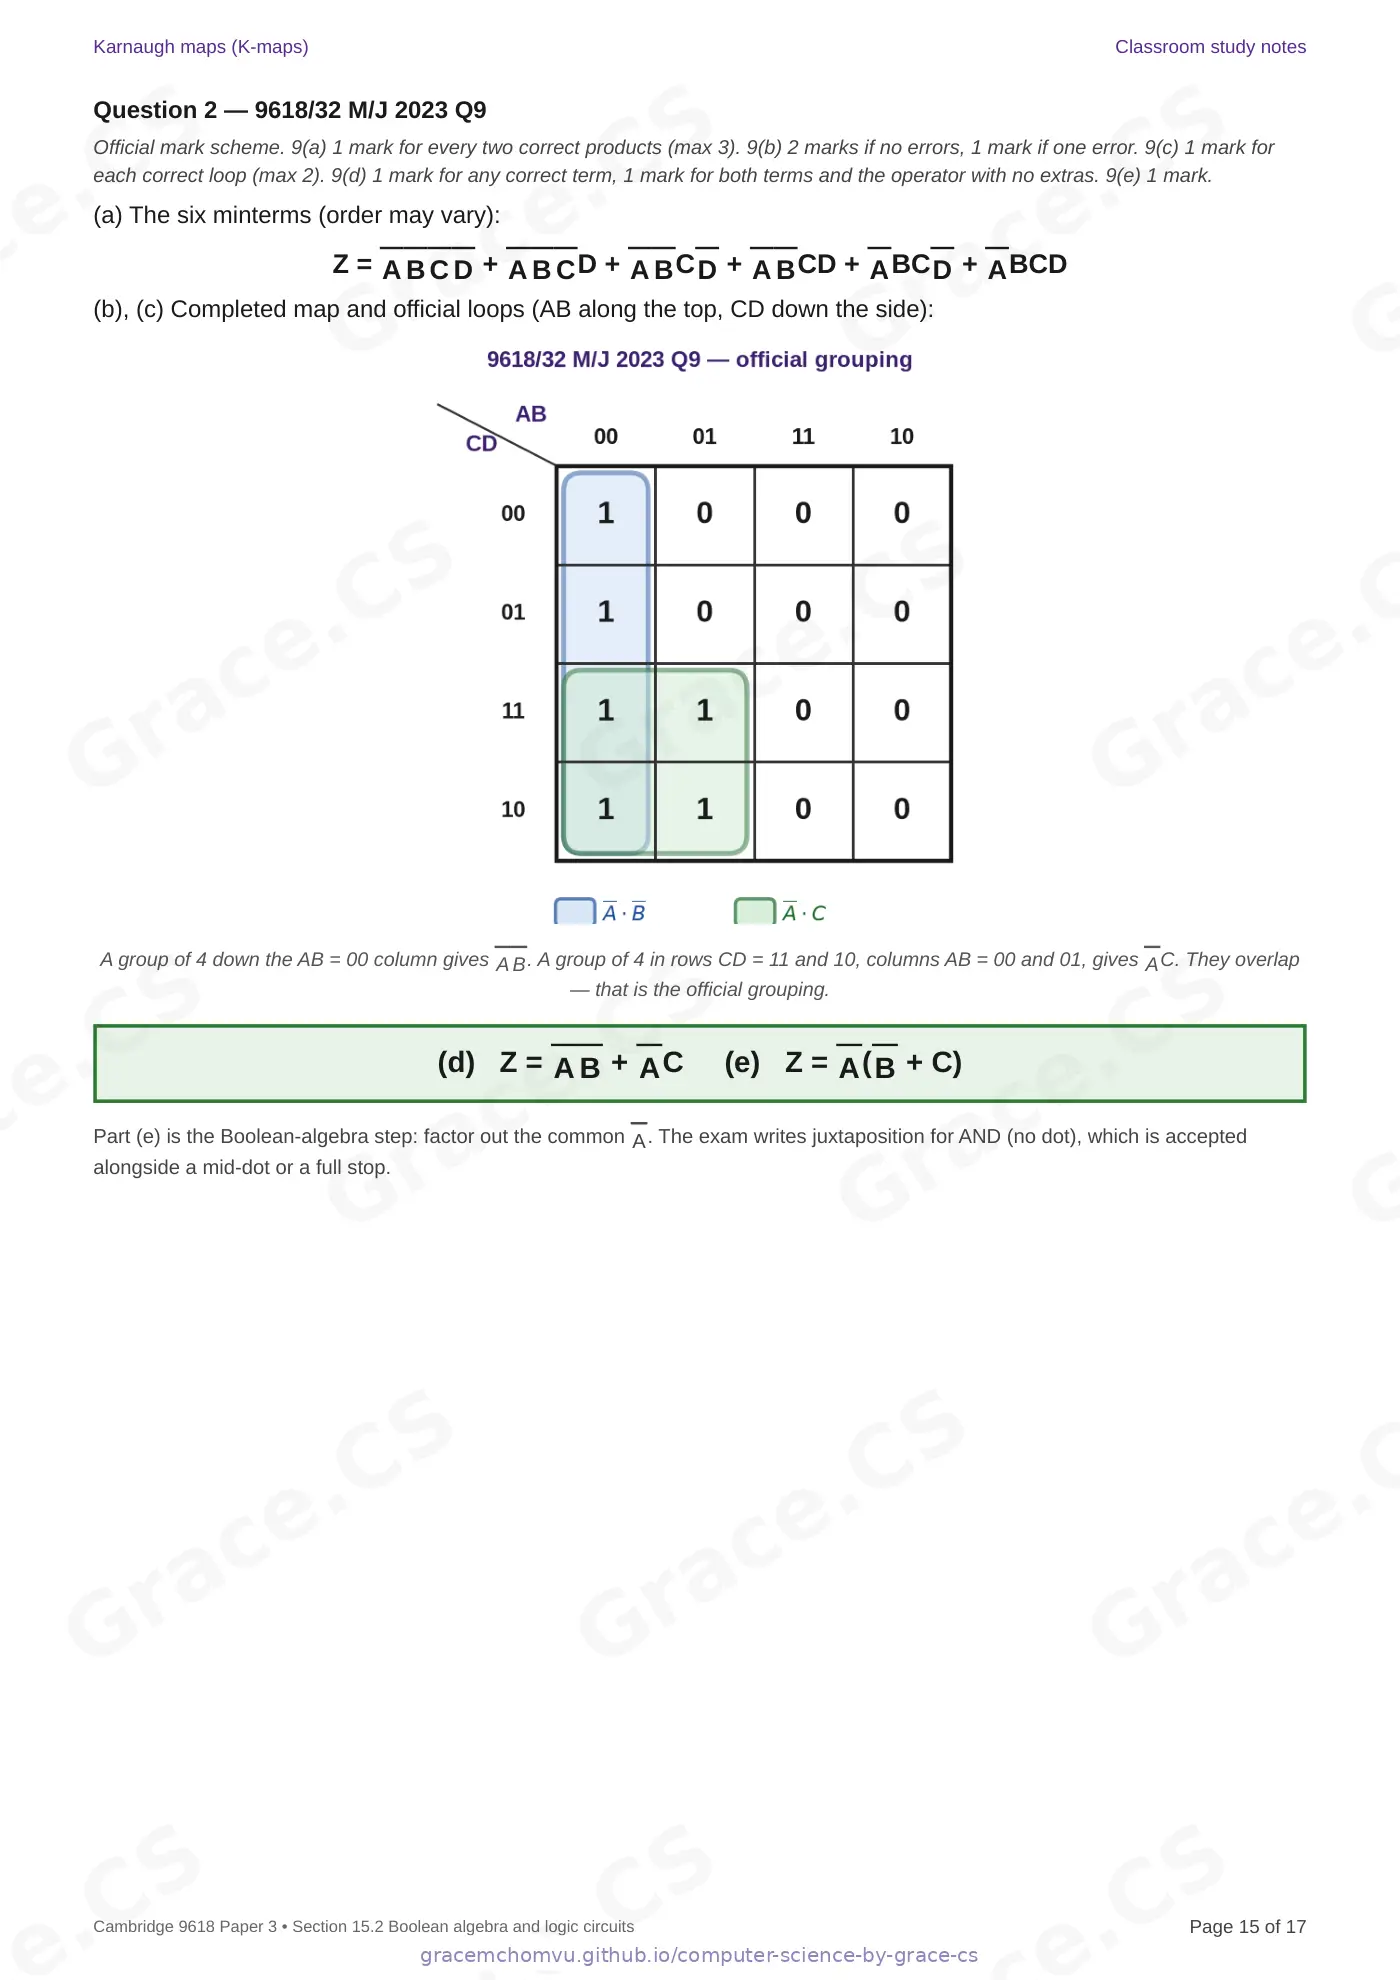 Karnaugh maps (K-maps)
Classroom study notes
Question 2 — 9618/32 M/J 2023 Q9
Official mark scheme. 9(a) 1 mark for every two correct products (max 3). 9(b) 2 marks if no errors, 1 mark if one error. 9(c) 1 mark for
each correct loop (max 2). 9(d) 1 mark for any correct term, 1 mark for both terms and the operator with no extras. 9(e) 1 mark.
(a) The six minterms (order may vary):
Z = A̅ B̅ C̅ D̅ + A̅ B̅ C̅D + A̅ B̅CD̅ + A̅ B̅CD + A̅BCD̅ + A̅BCD
(b), (c) Completed map and official loops (AB along the top, CD down the side):
9618/32 M/J 2023 Q9 — official grouping
AB
CD
00 01 11 10
00 1 0 0 0
01 1 0 0 0
11 1 1 0 0
10 1 1 0 0
A̅ · B̅ A̅ · C
A group of 4 down the AB = 00 column gives A̅ B̅. A group of 4 in rows CD = 11 and 10, columns AB = 00 and 01, gives A̅C. They overlap
— that is the official grouping.
(d) Z = A̅ B̅ + A̅C (e) Z = A̅(B̅ + C)
Part (e) is the Boolean-algebra step: factor out the common A̅. The exam writes juxtaposition for AND (no dot), which is accepted
alongside a mid-dot or a full stop.
Cambridge 9618 Paper 3 • Section 15.2 Boolean algebra and logic circuits
Page 15 of 17
gracemchomvu.github.io/computer-science-by-grace-cs
Grace.CS